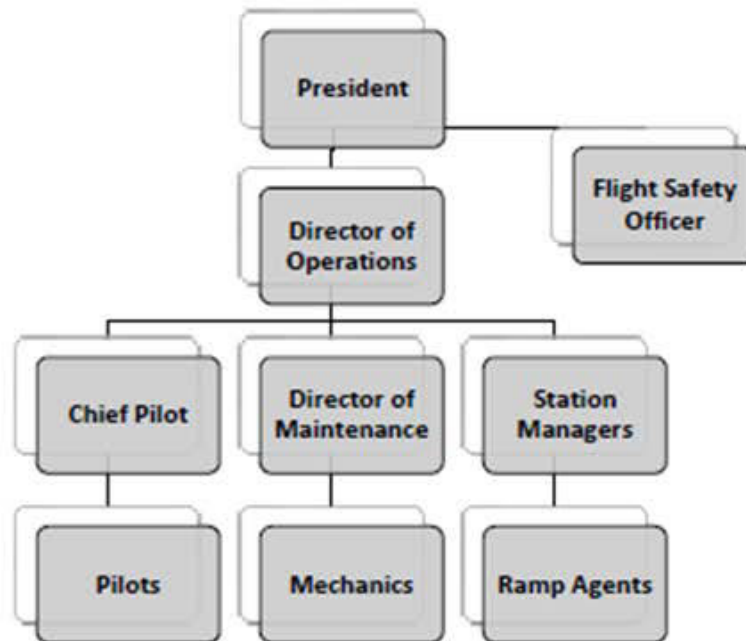 President
Flight Safety
Officer
Director of
Operations
Chief Pilot
Director of
Maintenance
Station
Managers
Pilots
Mechanics
Ramp Agents